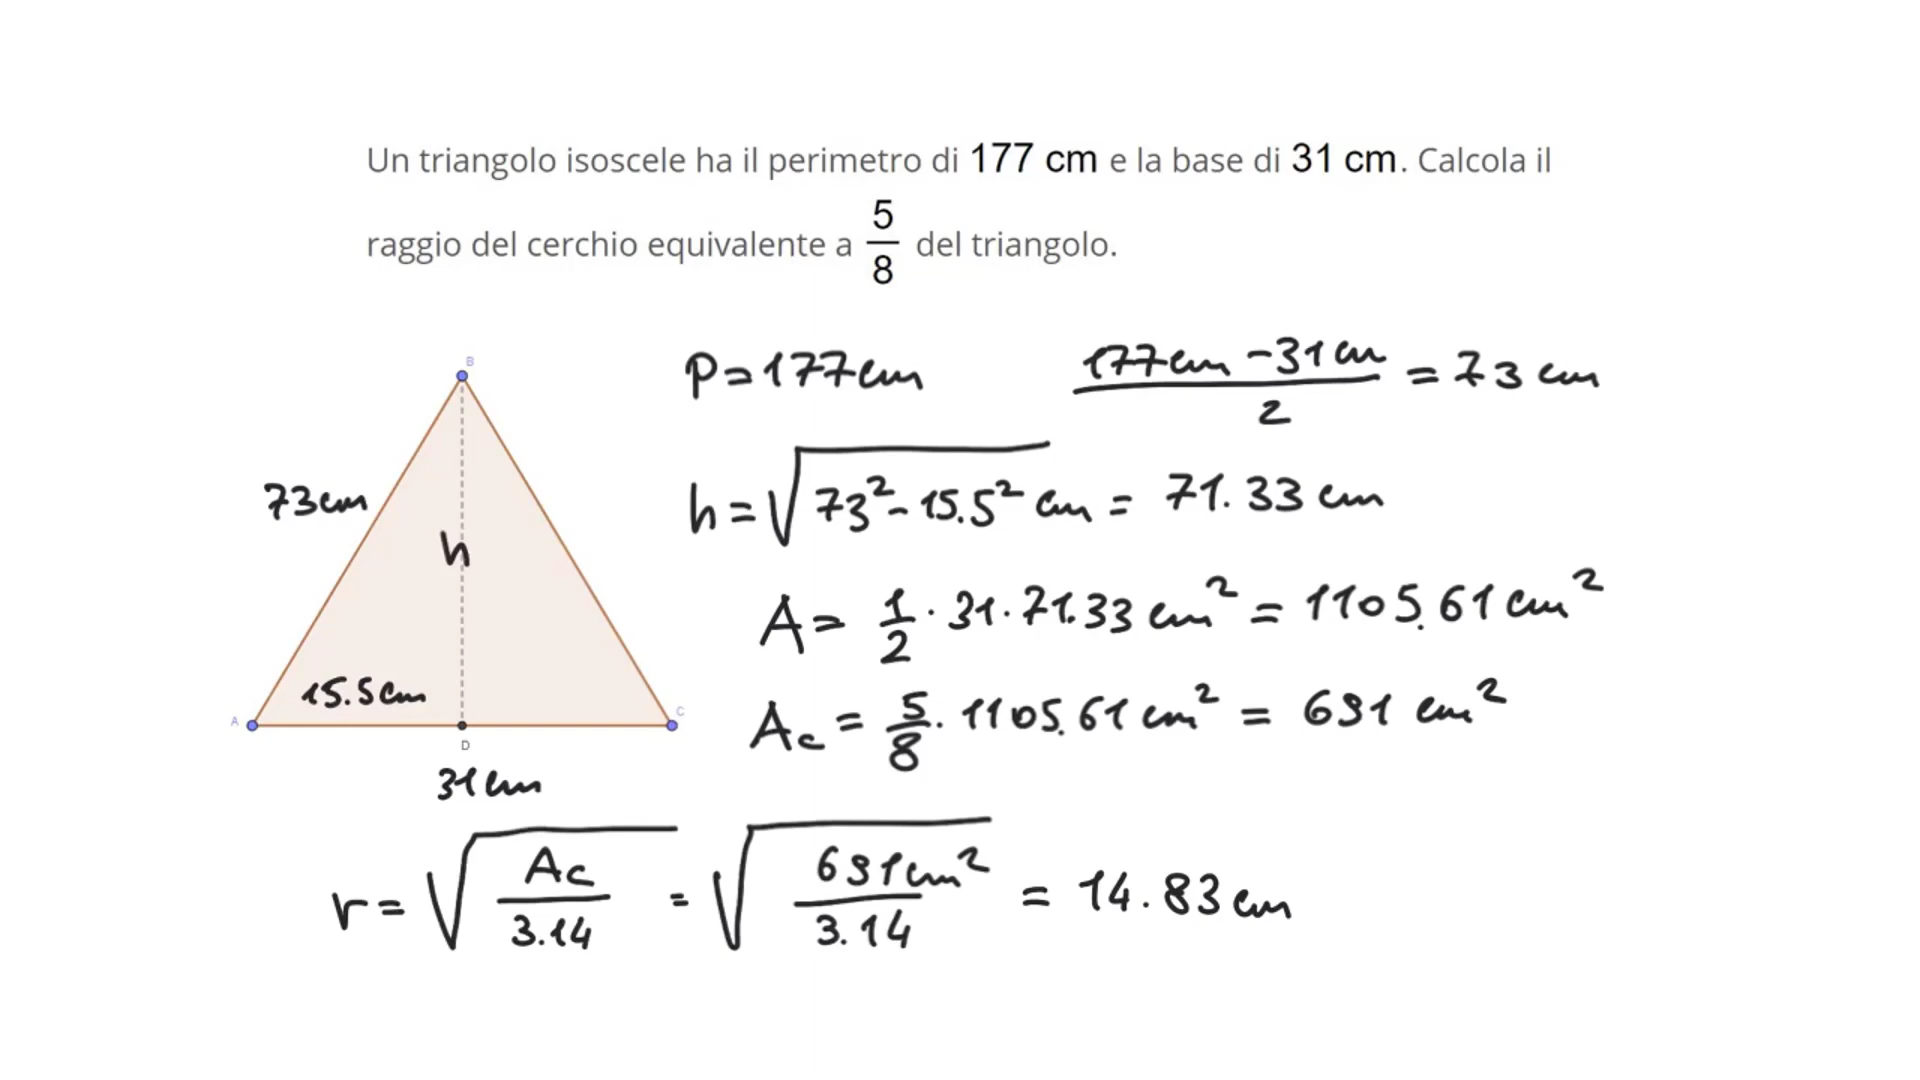 Un triangolo isoscele ha il perimetro di 177 cm e la base di 31 cm. Calcola il
raggio del cerchio equivalente a 5/8 del triangolo.
B
P=177cm
(177cm - 31cm)/2 = 73 cm
73cm
h
h=√(73²-15.5²) cm = 71.33 cm
A = 1/2 · 31 · 71.33 cm² = 1105.61 cm²
15.5cm
A
C
D
Ac = 5/8 · 1105.61 cm² = 691 cm²
31cm
r = √(Ac/3.14) = √(691cm²/3.14) = 14.83 cm